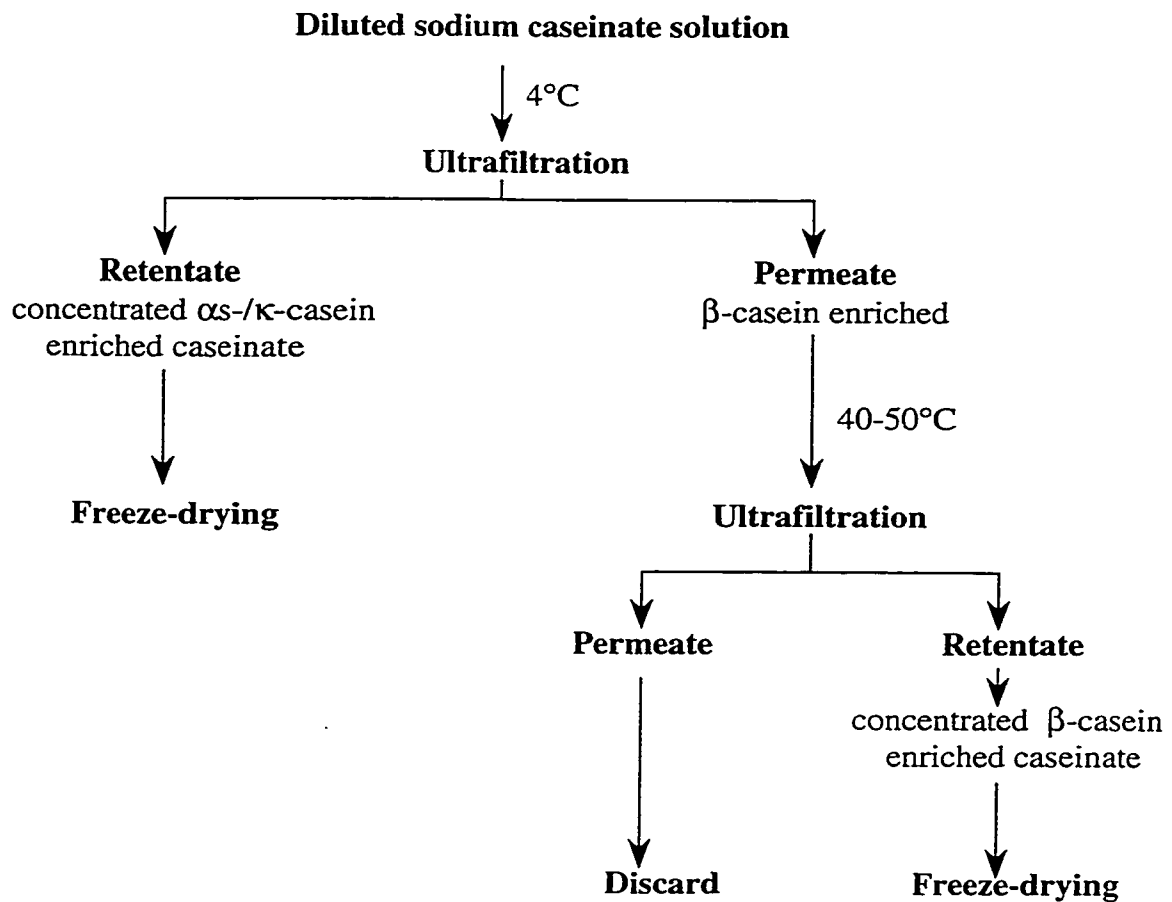 Diluted sodium caseinate solution
4°C
Ultrafiltration
Retentate
concentrated αs-/κ-casein
enriched caseinate
Freeze-drying
Permeate
β-casein enriched
40-50°C
Ultrafiltration
Permeate
Discard
Retentate
concentrated β-casein
enriched caseinate
Freeze-drying